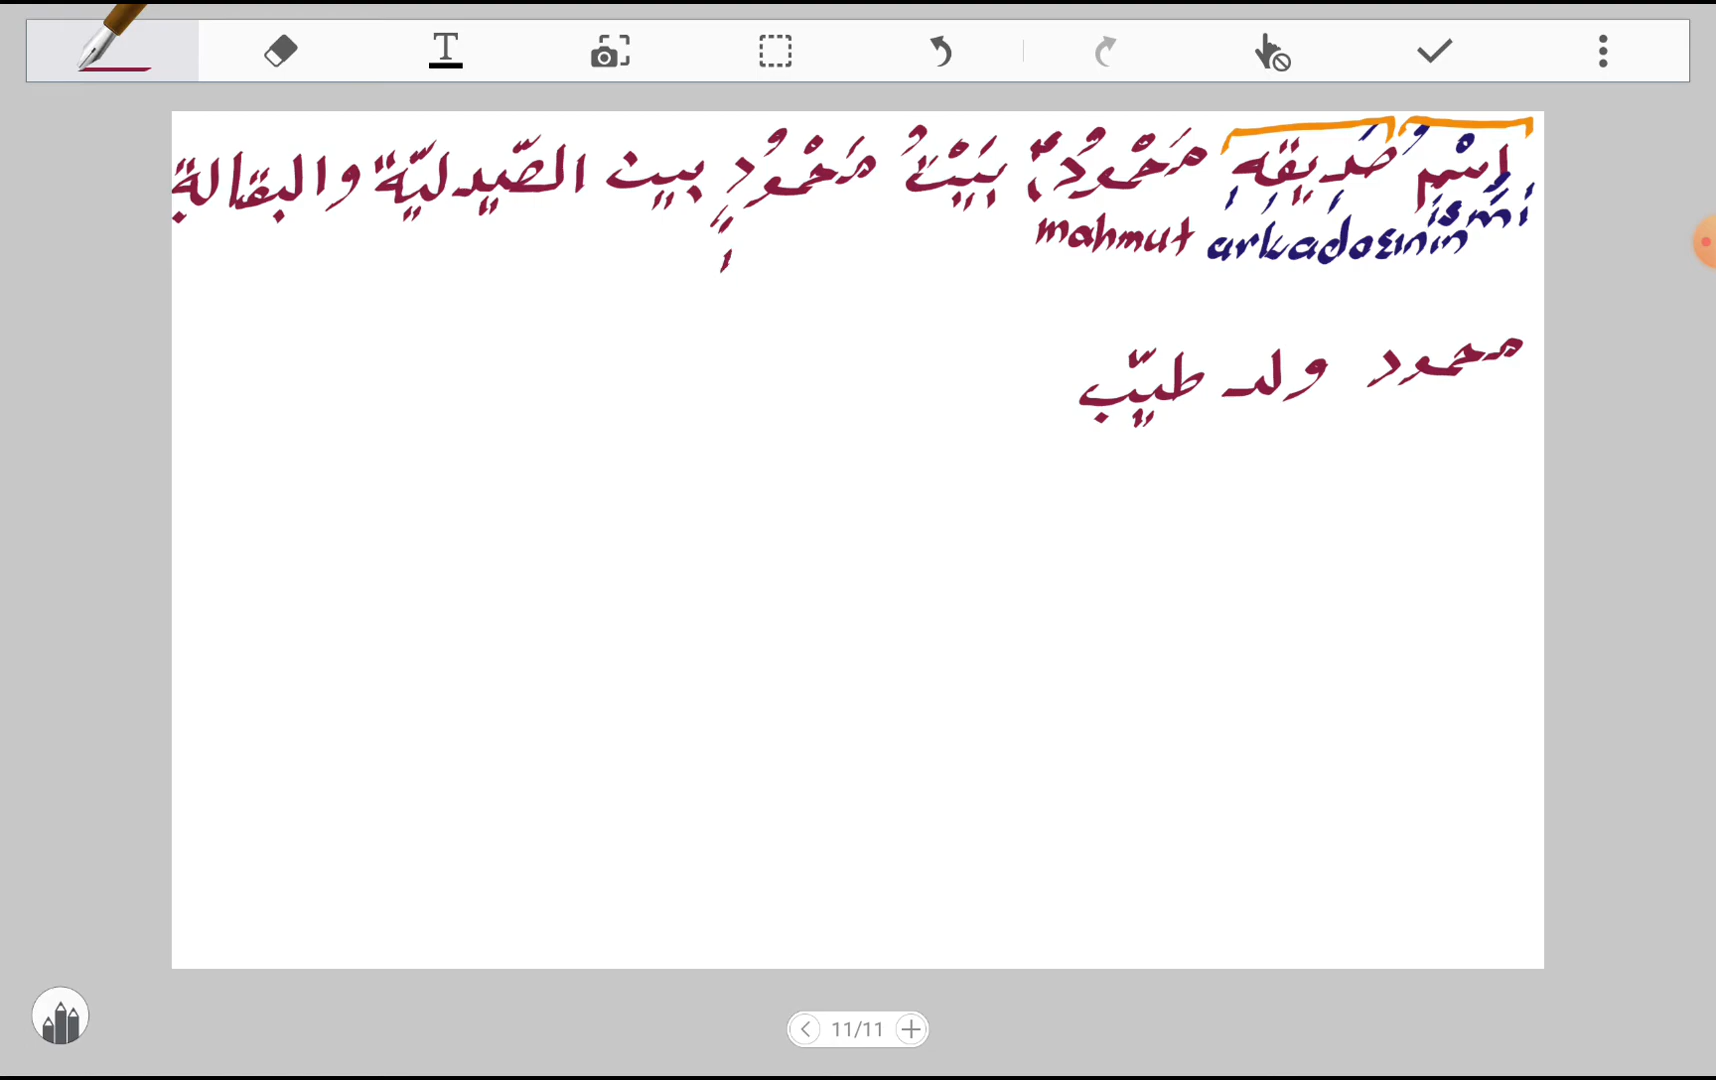 T
اِسْمُ صَدِيقِهِ مَحْمُودٌ، بَيْتُ مَحْمُودٍ بين الصّيدليّة والبقالة
ismi
mahmut arkadaşının
محمود ولد طيّب
11/11